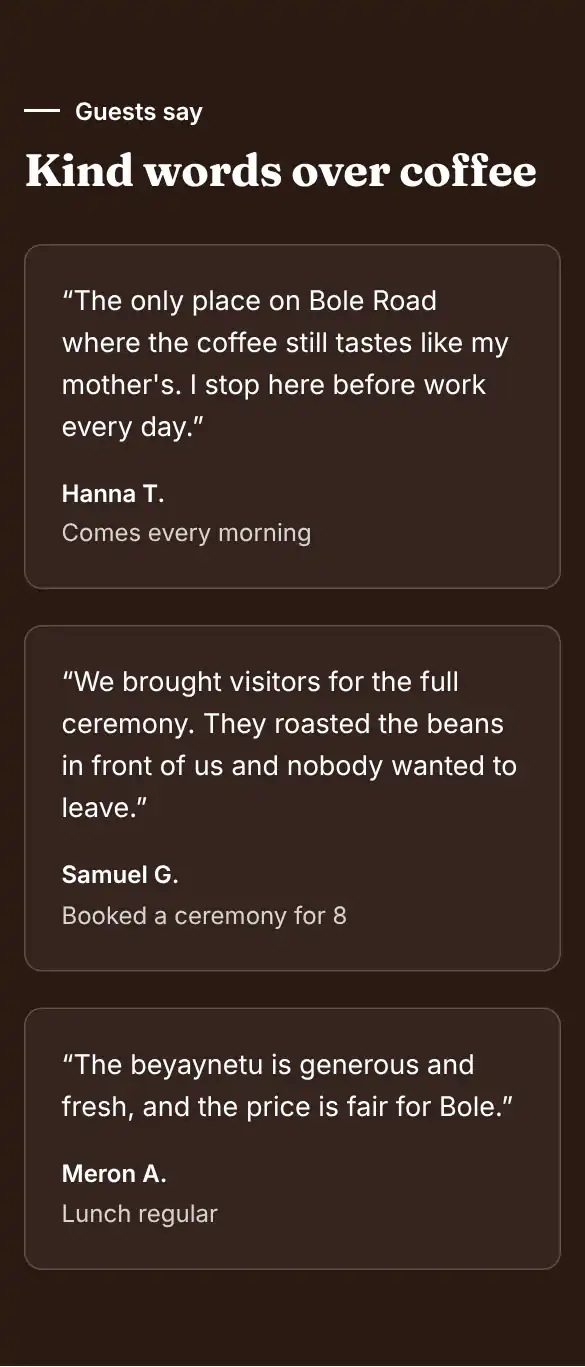 Guests say
Kind words over coffee
“The only place on Bole Road
where the coffee still tastes like my
mother's. I stop here before work
every day.”
Hanna T.
Comes every morning
“We brought visitors for the full
ceremony. They roasted the beans
in front of us and nobody wanted to
leave.”
Samuel G.
Booked a ceremony for 8
“The beyaynetu is generous and
fresh, and the price is fair for Bole.”
Meron A.
Lunch regular